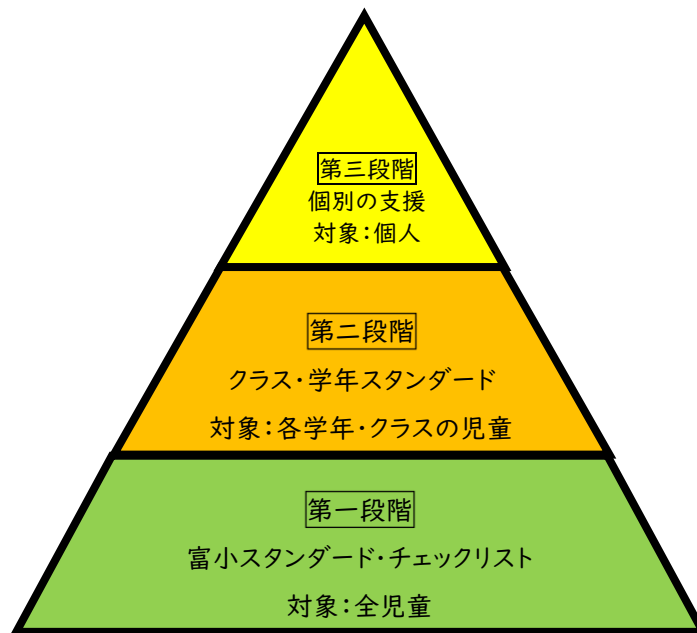 第三段階
個別の支援
対象：個人
第二段階
クラス・学年スタンダード
対象：各学年・クラスの児童
第一段階
富小スタンダード・チェックリスト
対象：全児童